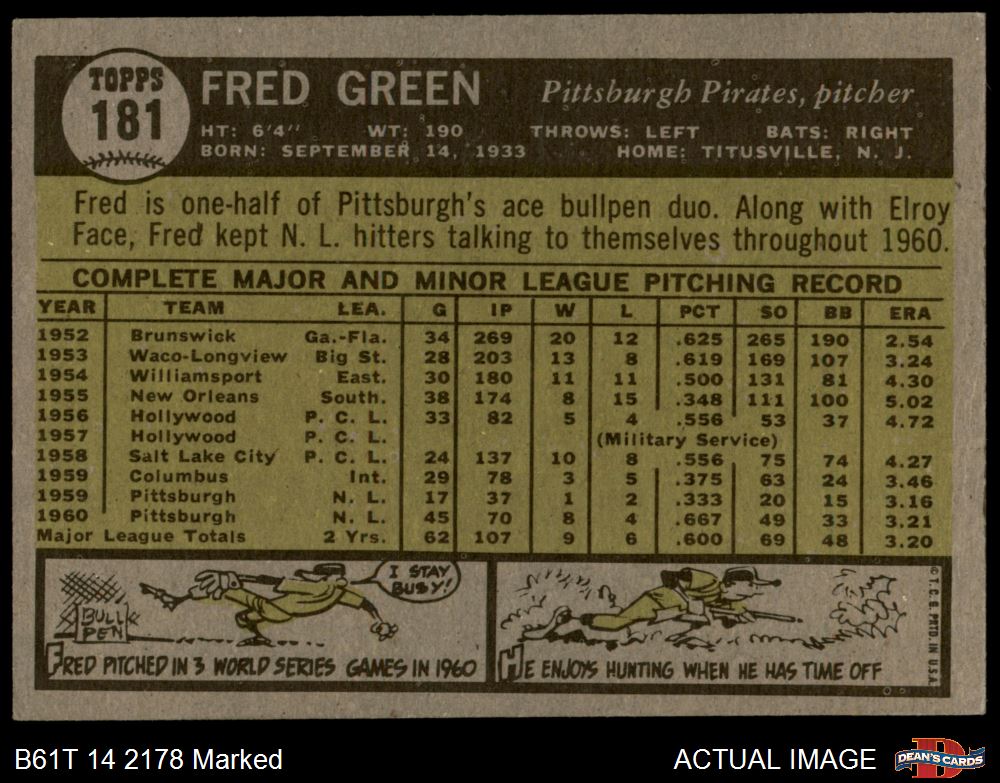 TOPPS
181
FRED GREEN Pittsburgh Pirates, pitcher
HT: 6'4" WT: 190 THROWS: LEFT BATS: RIGHT
BORN: SEPTEMBER 14, 1933 HOME: TITUSVILLE, N. J.
Fred is one-half of Pittsburgh's ace bullpen duo. Along with Elroy
Face, Fred kept N. L. hitters talking to themselves throughout 1960.
COMPLETE MAJOR AND MINOR LEAGUE PITCHING RECORD
YEAR TEAM LEA. G IP W L PCT SO BB ERA
1952 Brunswick Ga.-Fla. 34 269 20 12 .625 265 190 2.54
1953 Waco-Longview Big St. 28 203 13 8 .619 169 107 3.24
1954 Williamsport East. 30 180 11 11 .500 131 81 4.30
1955 New Orleans South. 38 174 8 15 .348 111 100 5.02
1956 Hollywood P. C. L. 33 82 5 4 .556 53 37 4.72
1957 Hollywood P. C. L. (Military Service)
1958 Salt Lake City P. C. L. 24 137 10 8 .556 75 74 4.27
1959 Columbus Int. 29 78 3 5 .375 63 24 3.46
1959 Pittsburgh N. L. 17 37 1 2 .333 20 15 3.16
1960 Pittsburgh N. L. 45 70 8 4 .667 49 33 3.21
Major League Totals 2 Yrs. 62 107 9 6 .600 69 48 3.20
I STAY
BUSY!
BULL
PEN
FRED PITCHED IN 3 WORLD SERIES GAMES IN 1960
HE ENJOYS HUNTING WHEN HE HAS TIME OFF
© T. C. G. PRTD. IN U.S.A.
B61T 14 2178 Marked ACTUAL IMAGE
D
DEAN'S CARDS